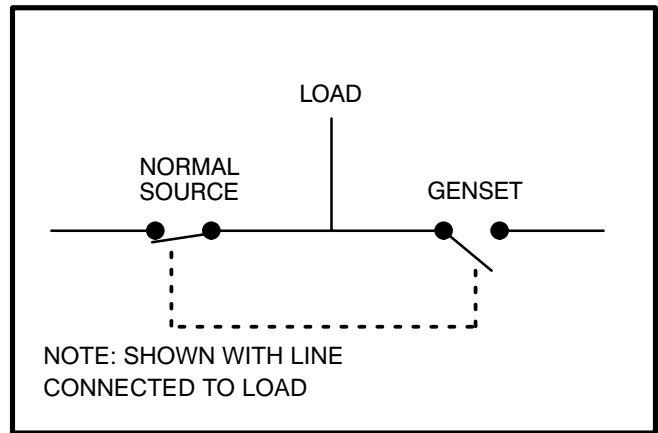 LOAD
NORMAL
SOURCE
GENSET
NOTE: SHOWN WITH LINE
CONNECTED TO LOAD